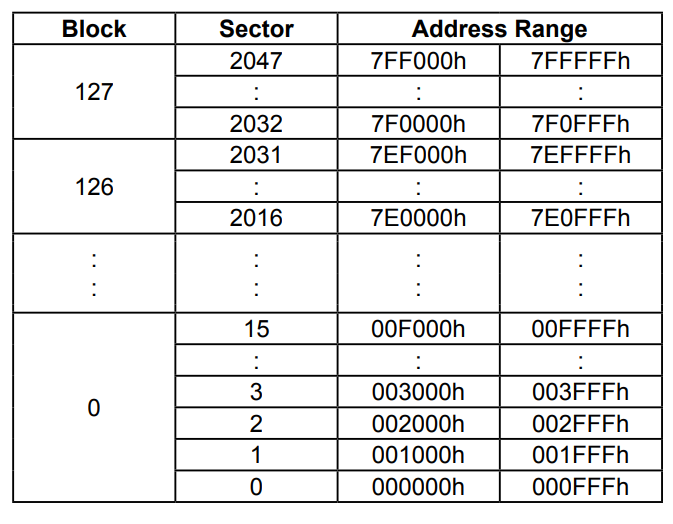 Block Sector Address Range
2047 7FF000h 7FFFFFh
127 : : :
2032 7F0000h 7F0FFFh
2031 7EF000h 7EFFFFh
126 : : :
2016 7E0000h 7E0FFFh
: : : :
: : : :
15 00F000h 00FFFFh
: : :
3 003000h 003FFFh
0
2 002000h 002FFFh
1 001000h 001FFFh
0 000000h 000FFFh